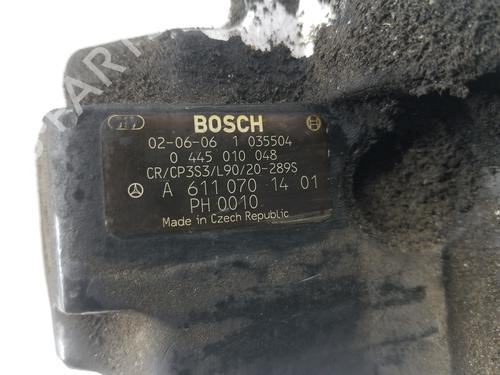 BOSCH
02-06-06 1 035504
0 445 010 048
CR/CP3S3/L90/20-289S
A 611 070 14 01
PH 0010
Made in Czech Republic